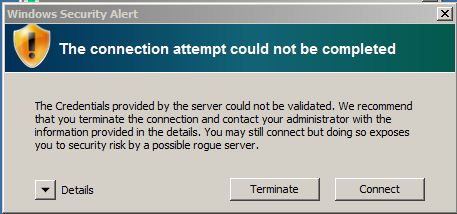 Windows Security Alert
The connection attempt could not be completed
The Credentials provided by the server could not be validated. We recommend
that you terminate the connection and contact your administrator with the
information provided in the details. You may still connect but doing so exposes
you to security risk by a possible rogue server.
Details
Terminate
Connect